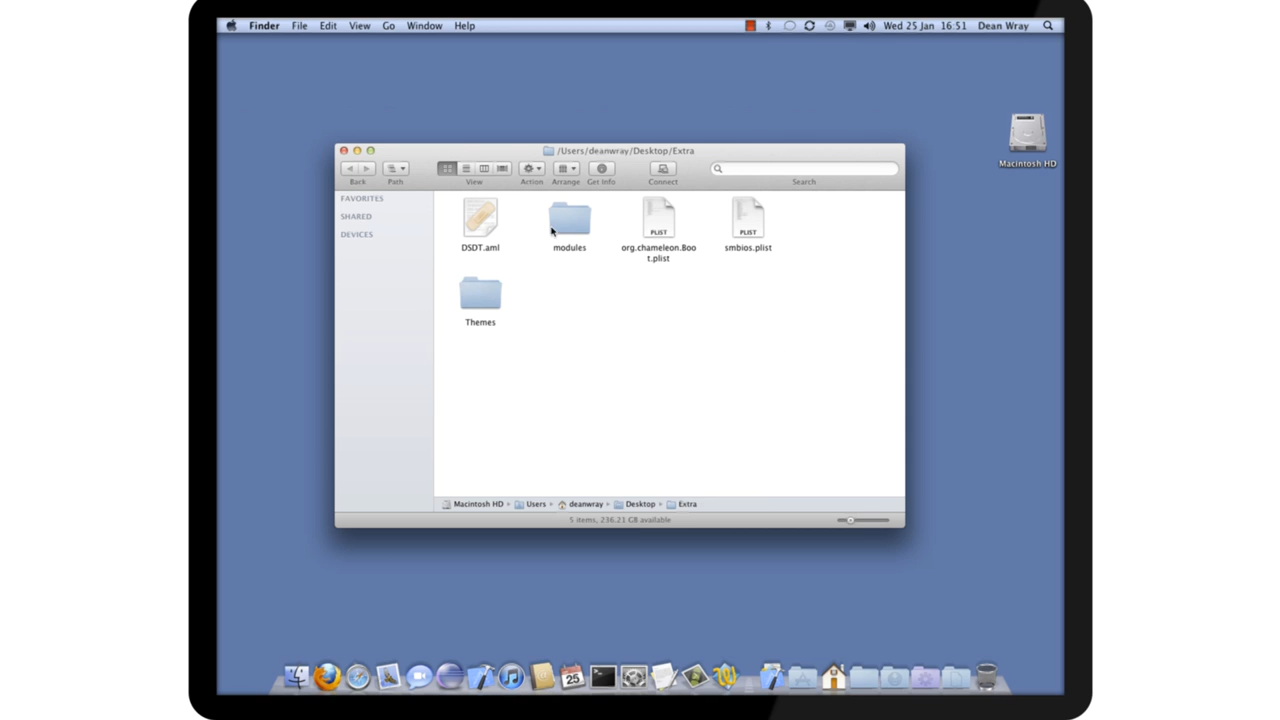 Finder File Edit View Go Window Help Wed 25 Jan 16:51 Dean Wray
Macintosh HD
/Users/deanwray/Desktop/Extra
Back Path View Action Arrange Get Info Connect Search
FAVORITES
SHARED
DEVICES
DSDT.aml
modules
PLIST
org.chameleon.Boo
t.plist
PLIST
smbios.plist
Themes
Macintosh HD Users deanwray Desktop Extra
5 items, 236.21 GB available
25